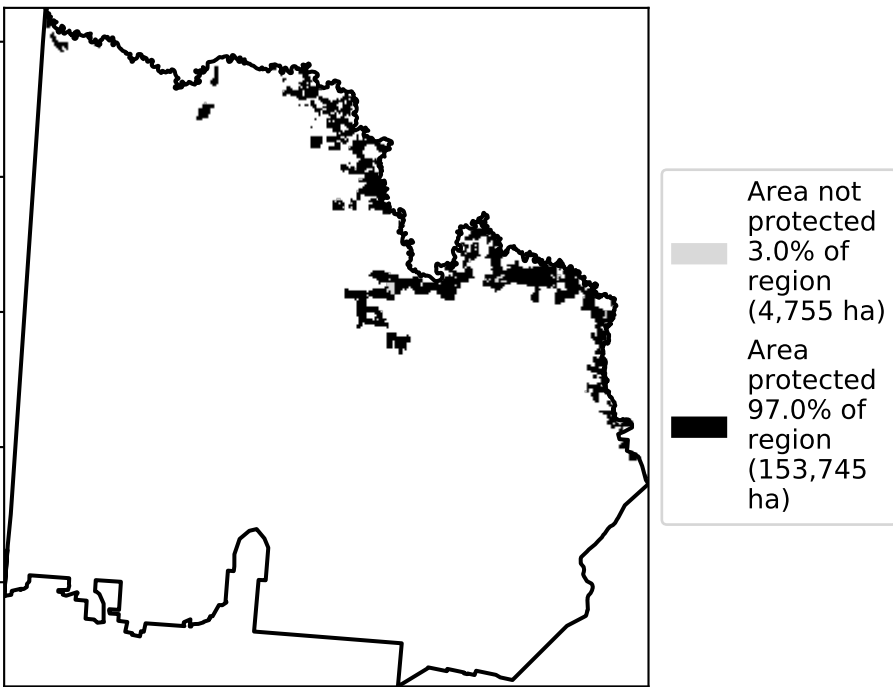 Area not
protected
3.0% of
region
(4,755 ha)
Area
protected
97.0% of
region
(153,745
ha)